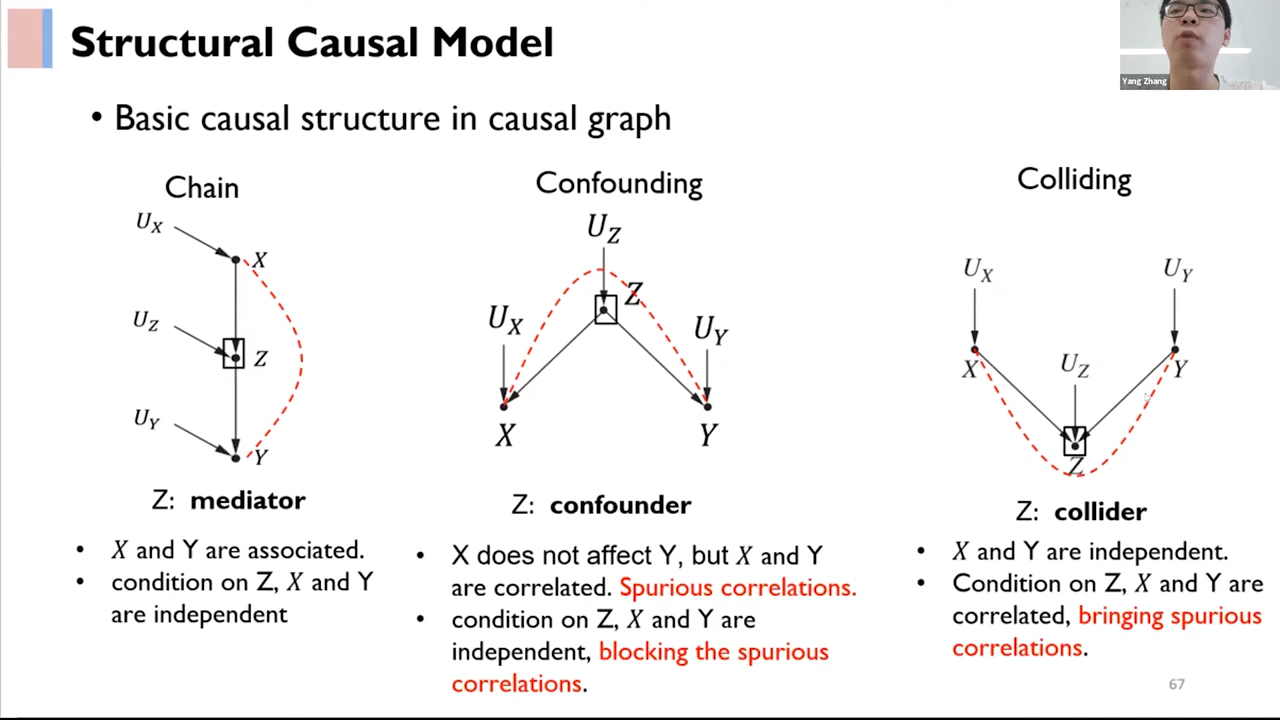 Structural Causal Model
Yang Zhang
• Basic causal structure in causal graph
Chain
U_X
X
U_Z
Z
U_Y
Y
Z: mediator
• X and Y are associated.
• condition on Z, X and Y
are independent
Confounding
U_Z
Z
U_X
U_Y
X
Y
Z: confounder
• X does not affect Y, but X and Y
are correlated. Spurious correlations.
• condition on Z, X and Y are
independent, blocking the spurious
correlations.
Colliding
U_X
U_Y
X
U_Z
Y
Z
Z: collider
• X and Y are independent.
• Condition on Z, X and Y are
correlated, bringing spurious
correlations.
67